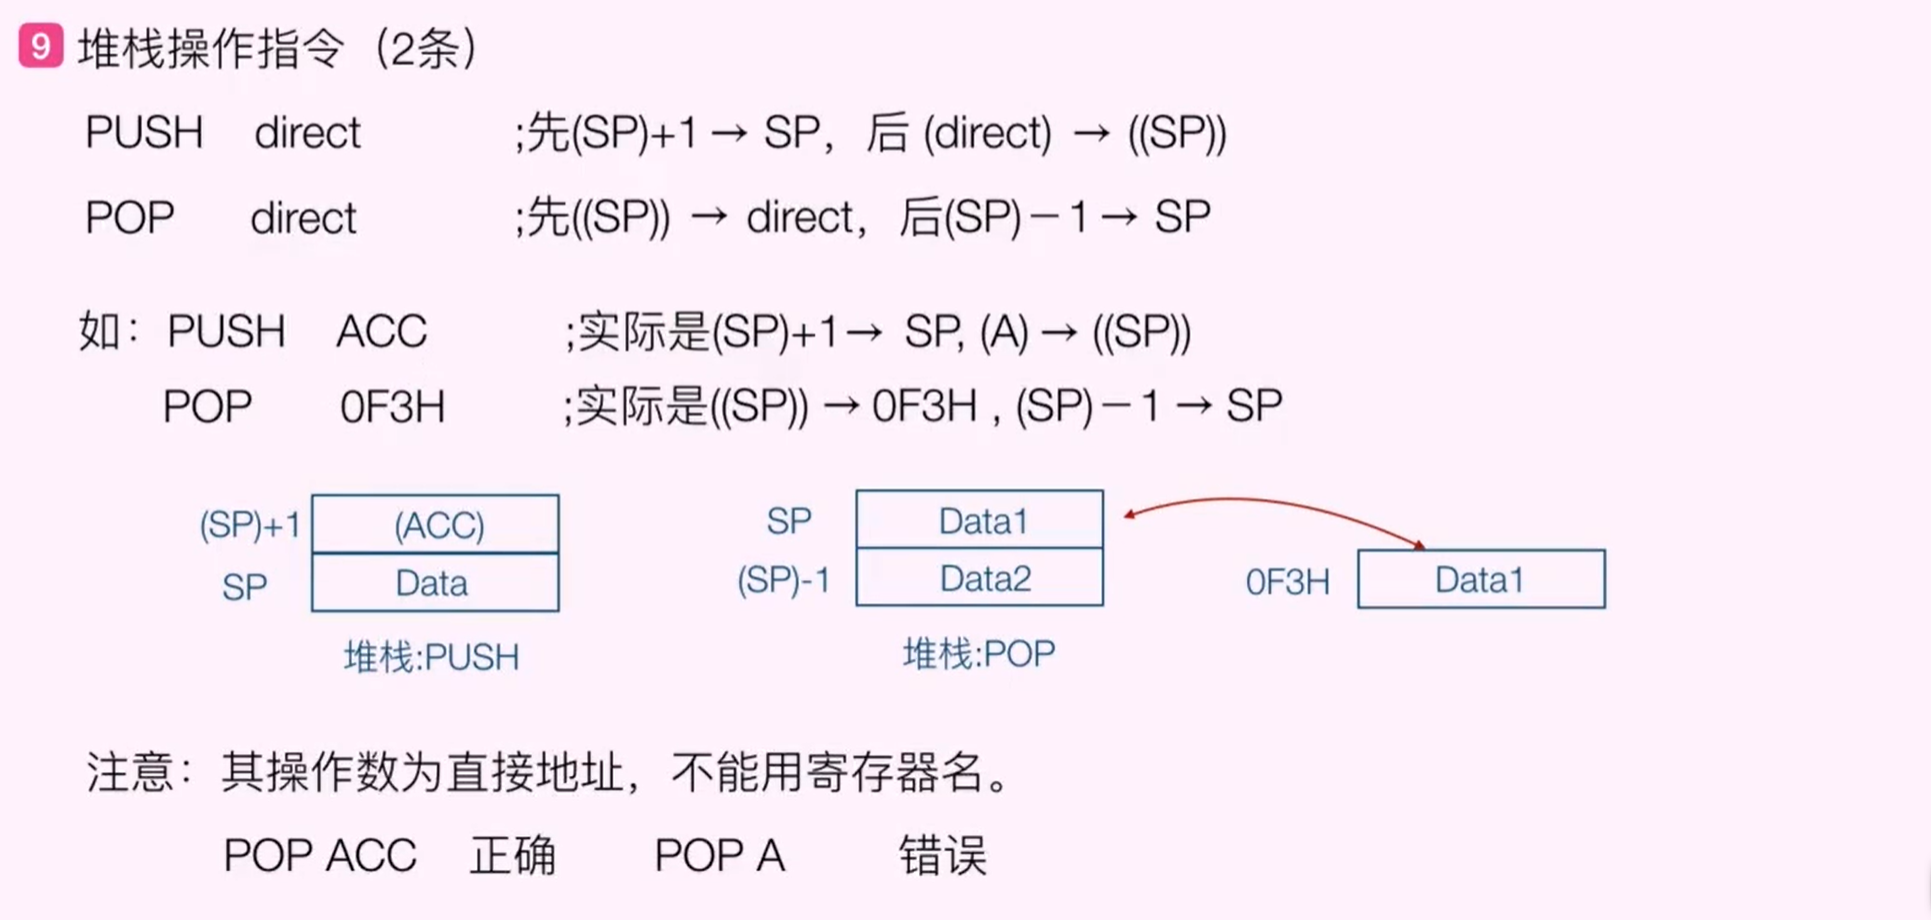 9 堆栈操作指令（2条）
PUSH direct ;先(SP)+1→ SP，后 (direct) → ((SP))
POP direct ;先((SP)) → direct，后(SP)－1→ SP
如：PUSH ACC ;实际是(SP)+1→ SP, (A) → ((SP))
POP 0F3H ;实际是((SP)) → 0F3H , (SP)－1 → SP
(SP)+1 (ACC)
SP Data
堆栈:PUSH
SP Data1
(SP)-1 Data2
堆栈:POP
0F3H Data1
注意：其操作数为直接地址，不能用寄存器名。
POP ACC 正确 POP A 错误